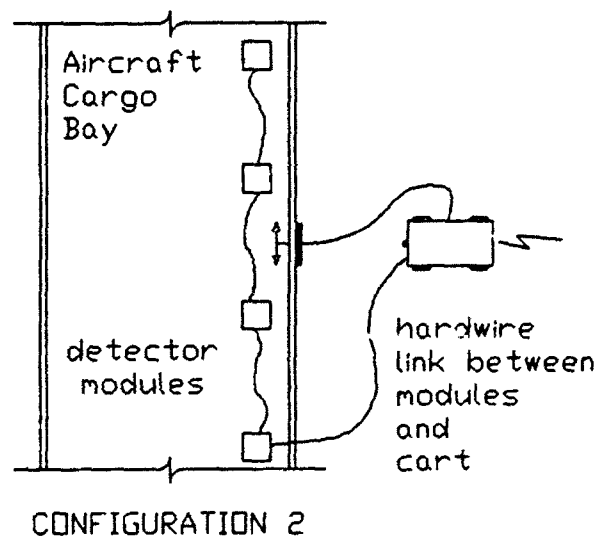 Aircraft
Cargo
Bay
detector
modules
hardwire
link between
modules
and
cart
CONFIGURATION 2